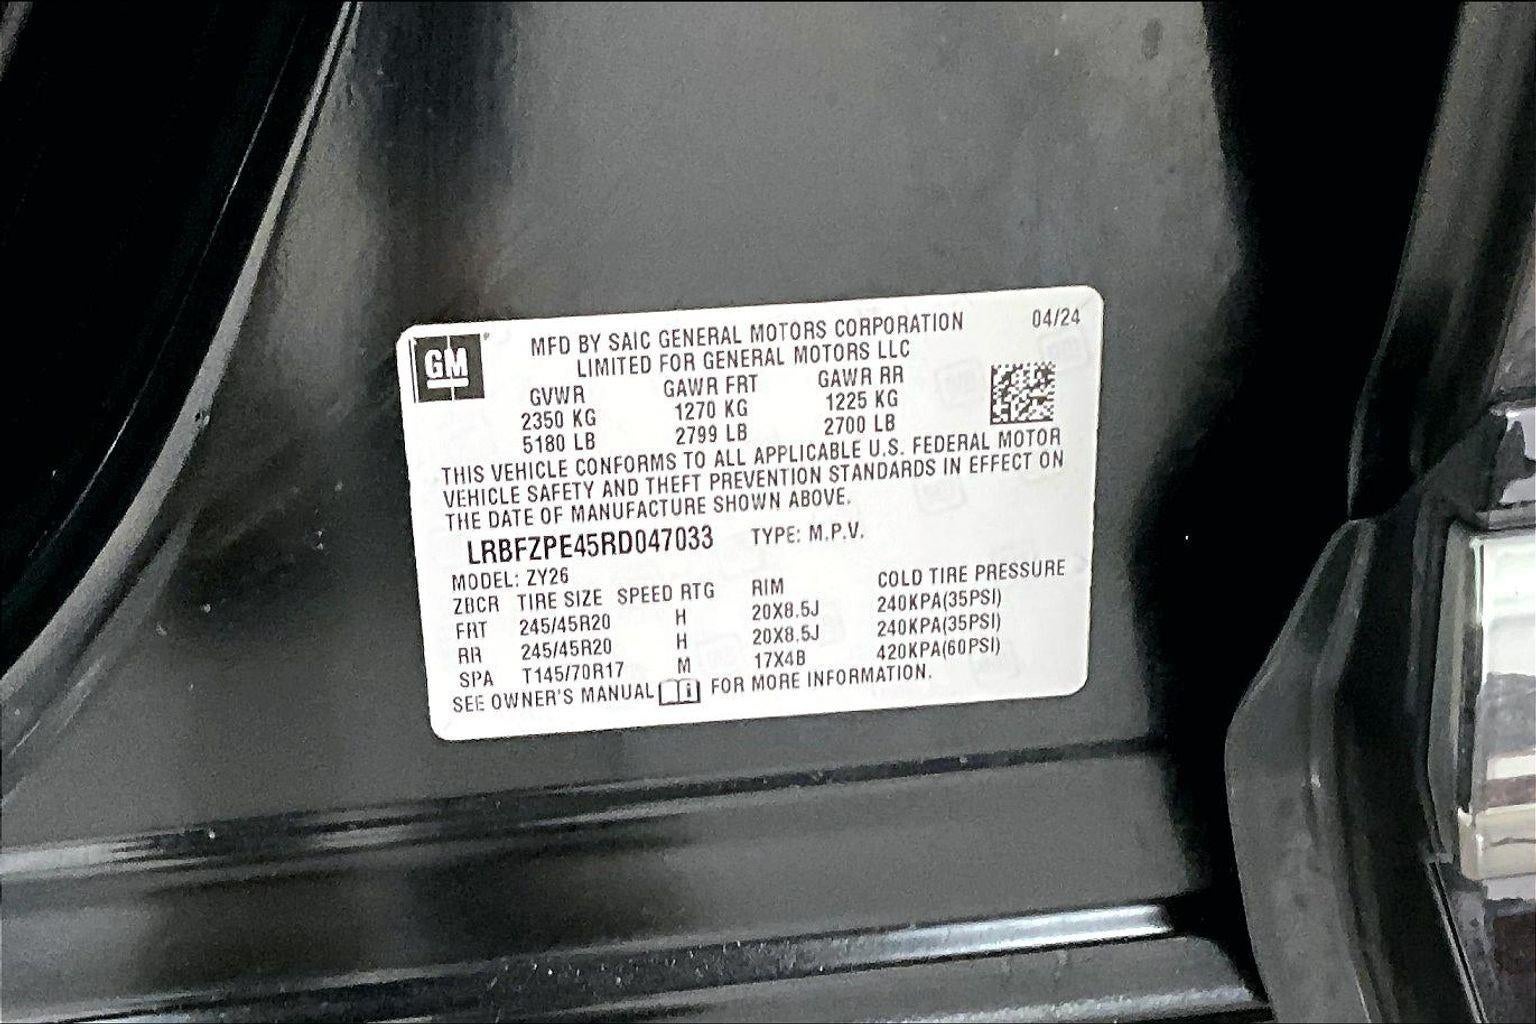 GM
MFD BY SAIC GENERAL MOTORS CORPORATION
LIMITED FOR GENERAL MOTORS LLC
04/24
GVWR GAWR FRT GAWR RR
2350 KG 1270 KG 1225 KG
5180 LB 2799 LB 2700 LB
THIS VEHICLE CONFORMS TO ALL APPLICABLE U.S. FEDERAL MOTOR
VEHICLE SAFETY AND THEFT PREVENTION STANDARDS IN EFFECT ON
THE DATE OF MANUFACTURE SHOWN ABOVE.
LRBFZPE45RD047033 TYPE: M.P.V.
MODEL: ZY26
ZBCR TIRE SIZE SPEED RTG RIM COLD TIRE PRESSURE
FRT 245/45R20 H 20X8.5J 240KPA(35PSI)
RR 245/45R20 H 20X8.5J 240KPA(35PSI)
SPA T145/70R17 M 17X4B 420KPA(60PSI)
SEE OWNER'S MANUAL FOR MORE INFORMATION.